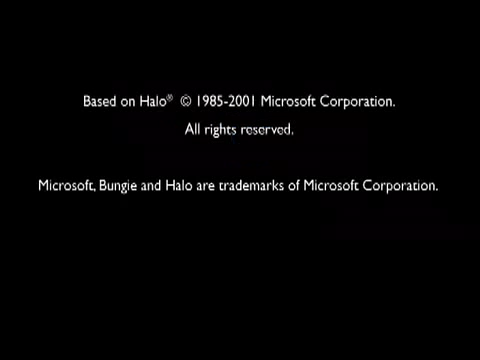 Based on Halo® © 1985-2001 Microsoft Corporation.
All rights reserved.
Microsoft, Bungie and Halo are trademarks of Microsoft Corporation.